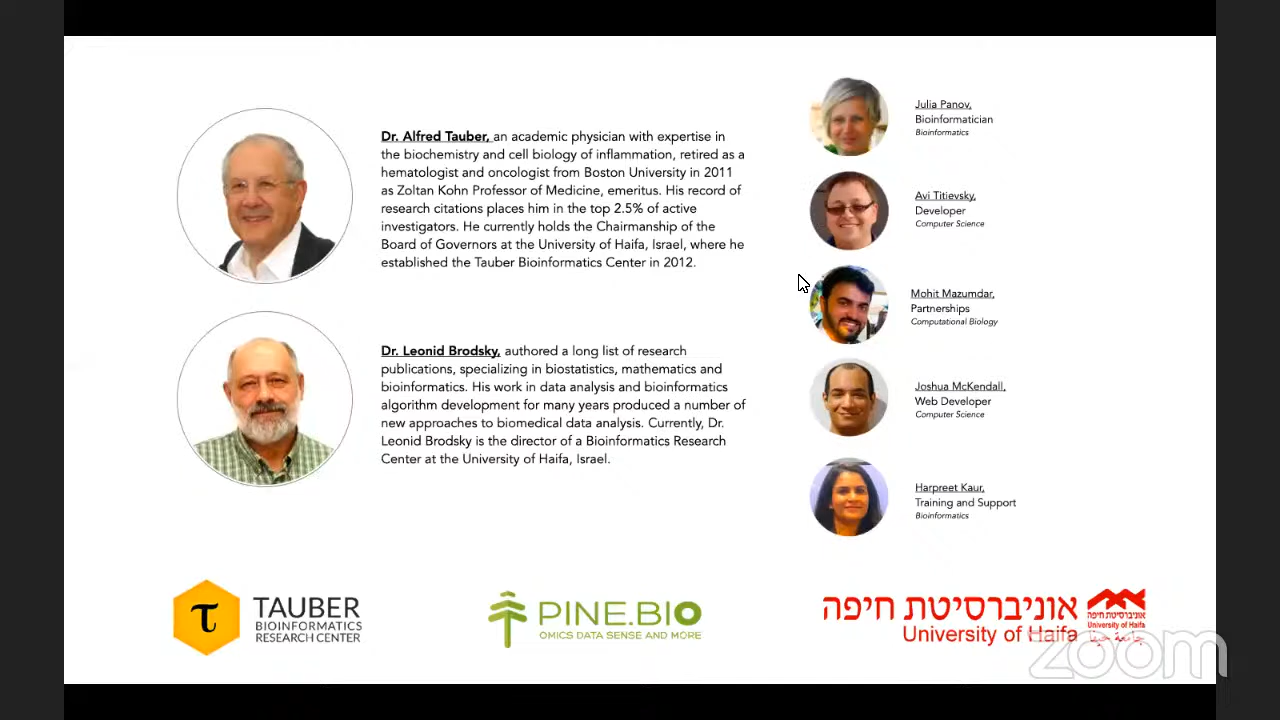 Dr. Alfred Tauber, an academic physician with expertise in
the biochemistry and cell biology of inflammation, retired as a
hematologist and oncologist from Boston University in 2011
as Zoltan Kohn Professor of Medicine, emeritus. His record of
research citations places him in the top 2.5% of active
investigators. He currently holds the Chairmanship of the
Board of Governors at the University of Haifa, Israel, where he
established the Tauber Bioinformatics Center in 2012.
Dr. Leonid Brodsky, authored a long list of research
publications, specializing in biostatistics, mathematics and
bioinformatics. His work in data analysis and bioinformatics
algorithm development for many years produced a number of
new approaches to biomedical data analysis. Currently, Dr.
Leonid Brodsky is the director of a Bioinformatics Research
Center at the University of Haifa, Israel.
Julia Panov,
Bioinformatician
Bioinformatics
Avi Titievsky,
Developer
Computer Science
Mohit Mazumdar,
Partnerships
Computational Biology
Joshua McKendall,
Web Developer
Computer Science
Harpreet Kaur,
Training and Support
Bioinformatics
τ
TAUBER
BIOINFORMATICS
RESEARCH CENTER
PINE.BIO
OMICS DATA SENSE AND MORE
אוניברסיטת חיפה
University of Haifa
אוניברסיטת חיפה
University of Haifa
جامعة حيفا
zoom